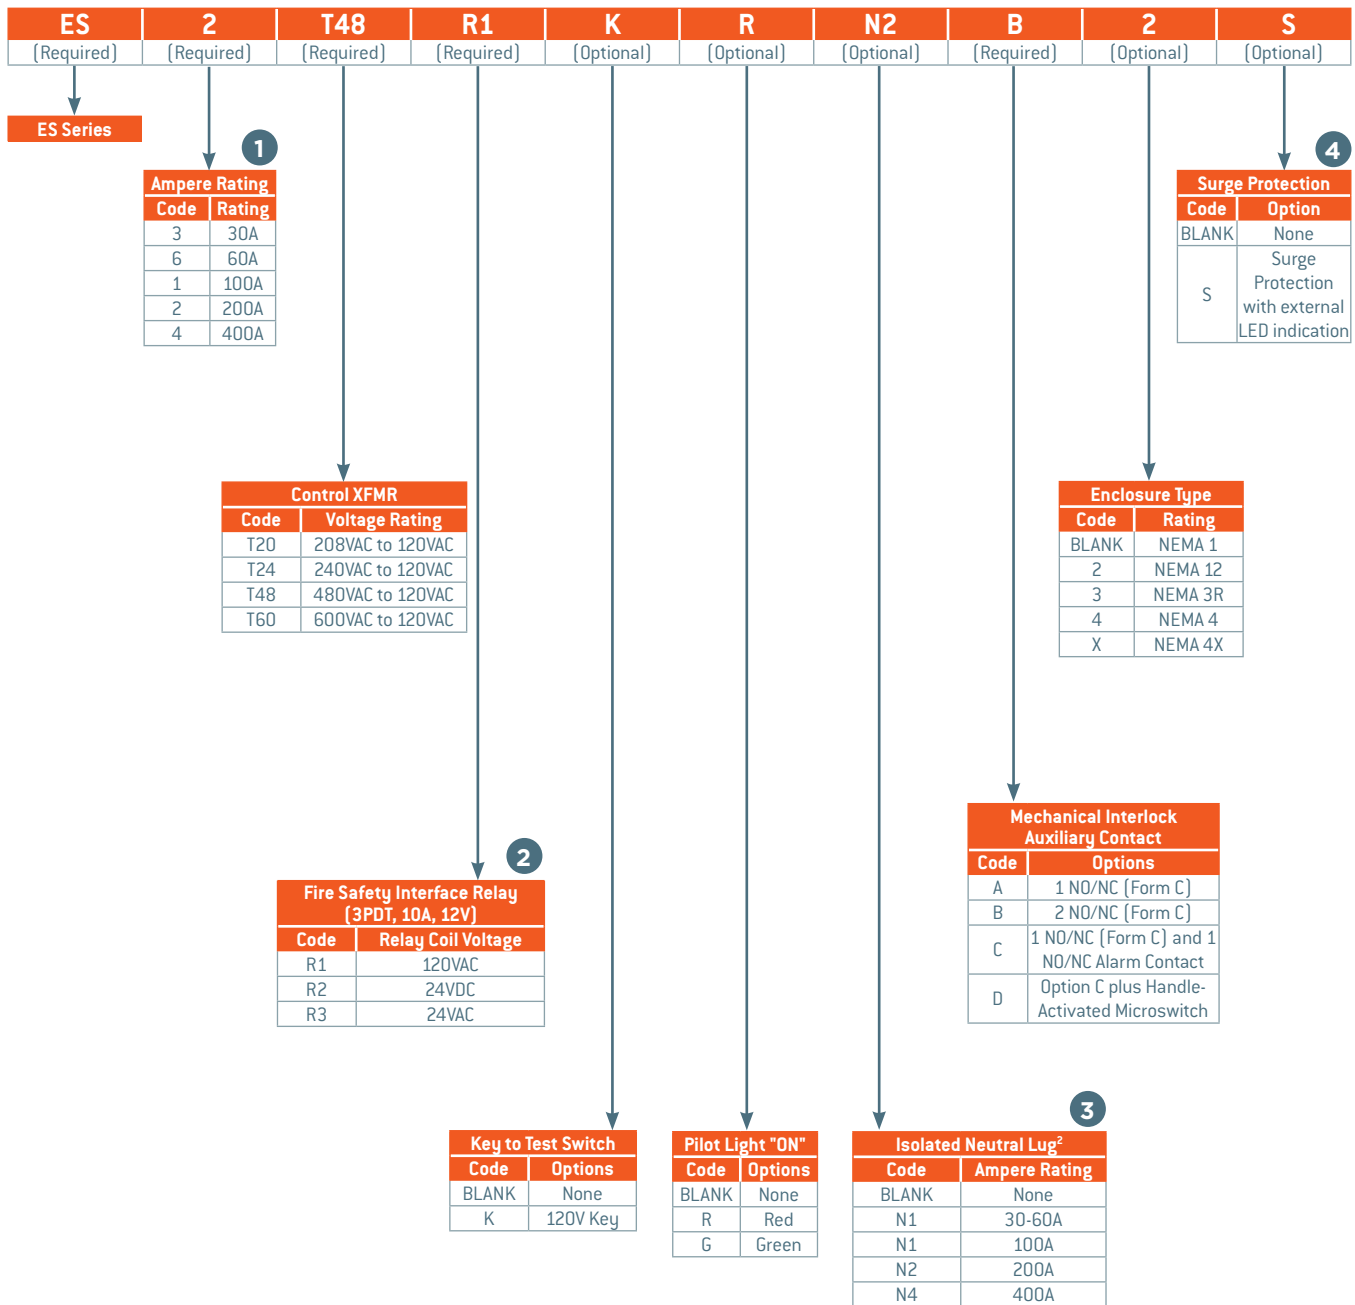 ES 2 T48 R1 K R N2 B 2 S
(Required) (Required) (Required) (Required) (Optional) (Optional) (Optional) (Required) (Optional) (Optional)
ES Series
1
Ampere Rating
Code Rating
3 30A
6 60A
1 100A
2 200A
4 400A
4
Surge Protection
Code Option
BLANK None
S Surge
Protection
with external
LED indication
Control XFMR
Code Voltage Rating
T20 208VAC to 120VAC
T24 240VAC to 120VAC
T48 480VAC to 120VAC
T60 600VAC to 120VAC
Enclosure Type
Code Rating
BLANK NEMA 1
2 NEMA 12
3 NEMA 3R
4 NEMA 4
X NEMA 4X
2
Fire Safety Interface Relay
(3PDT, 10A, 12V)
Code Relay Coil Voltage
R1 120VAC
R2 24VDC
R3 24VAC
Mechanical Interlock
Auxiliary Contact
Code Options
A 1 NO/NC (Form C)
B 2 NO/NC (Form C)
C 1 NO/NC (Form C) and 1
NO/NC Alarm Contact
D Option C plus Handle-
Activated Microswitch
Key to Test Switch
Code Options
BLANK None
K 120V Key
Pilot Light "ON"
Code Options
BLANK None
R Red
G Green
3
Isolated Neutral Lug²
Code Ampere Rating
BLANK None
N1 30-60A
N1 100A
N2 200A
N4 400A